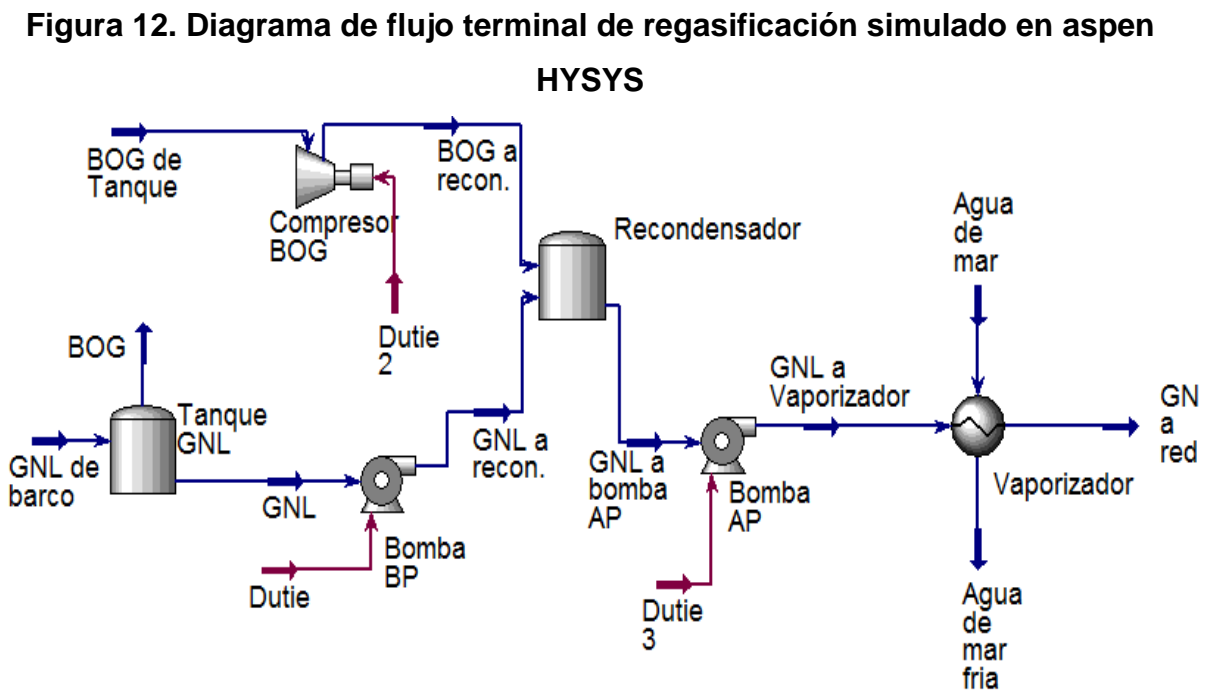 Figura 12. Diagrama de flujo terminal de regasificación simulado en aspen
HYSYS
BOG de
Tanque
Compresor
BOG
BOG a
recon.
Dutie
2
Recondensador
Agua
de
mar
BOG
Tanque
GNL
GNL de
barco
GNL
Dutie
Bomba
BP
GNL a
recon.
GNL a
bomba
AP
Bomba
AP
Dutie
3
GNL a
Vaporizador
GN
a
red
Vaporizador
Agua
de
mar
fria